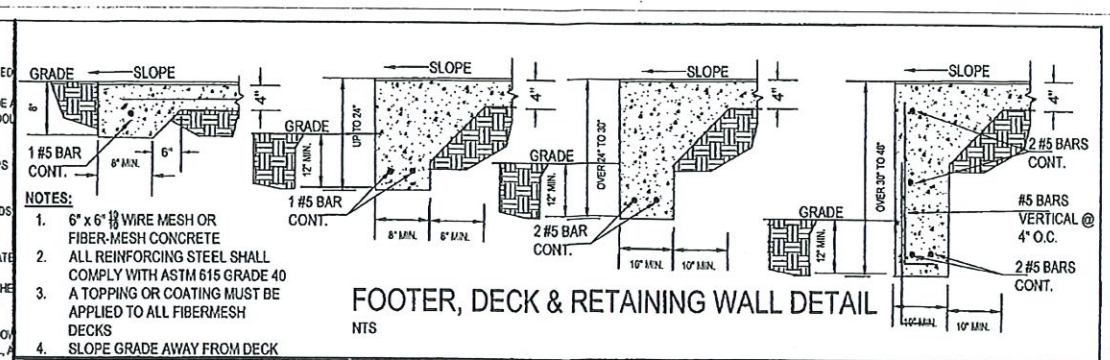 GRADE
SLOPE
8"
4"
1 #5 BAR
CONT.
8" MIN.
6"
NOTES:
1. 6" x 6" 10/10 WIRE MESH OR
FIBER-MESH CONCRETE
2. ALL REINFORCING STEEL SHALL
COMPLY WITH ASTM 615 GRADE 40
3. A TOPPING OR COATING MUST BE
APPLIED TO ALL FIBERMESH
DECKS
4. SLOPE GRADE AWAY FROM DECK
SLOPE
UP TO 24"
4"
GRADE
12" MIN.
1 #5 BAR
CONT.
8" MIN.
6" MIN.
SLOPE
OVER 24" TO 30"
4"
GRADE
12" MIN.
2 #5 BAR
CONT.
10" MIN.
10" MIN.
SLOPE
OVER 30" TO 48"
4"
GRADE
12" MIN.
2 #5 BARS
CONT.
#5 BARS
VERTICAL @
4" O.C.
2 #5 BARS
CONT.
10" MIN.
10" MIN.
FOOTER, DECK & RETAINING WALL DETAIL
NTS